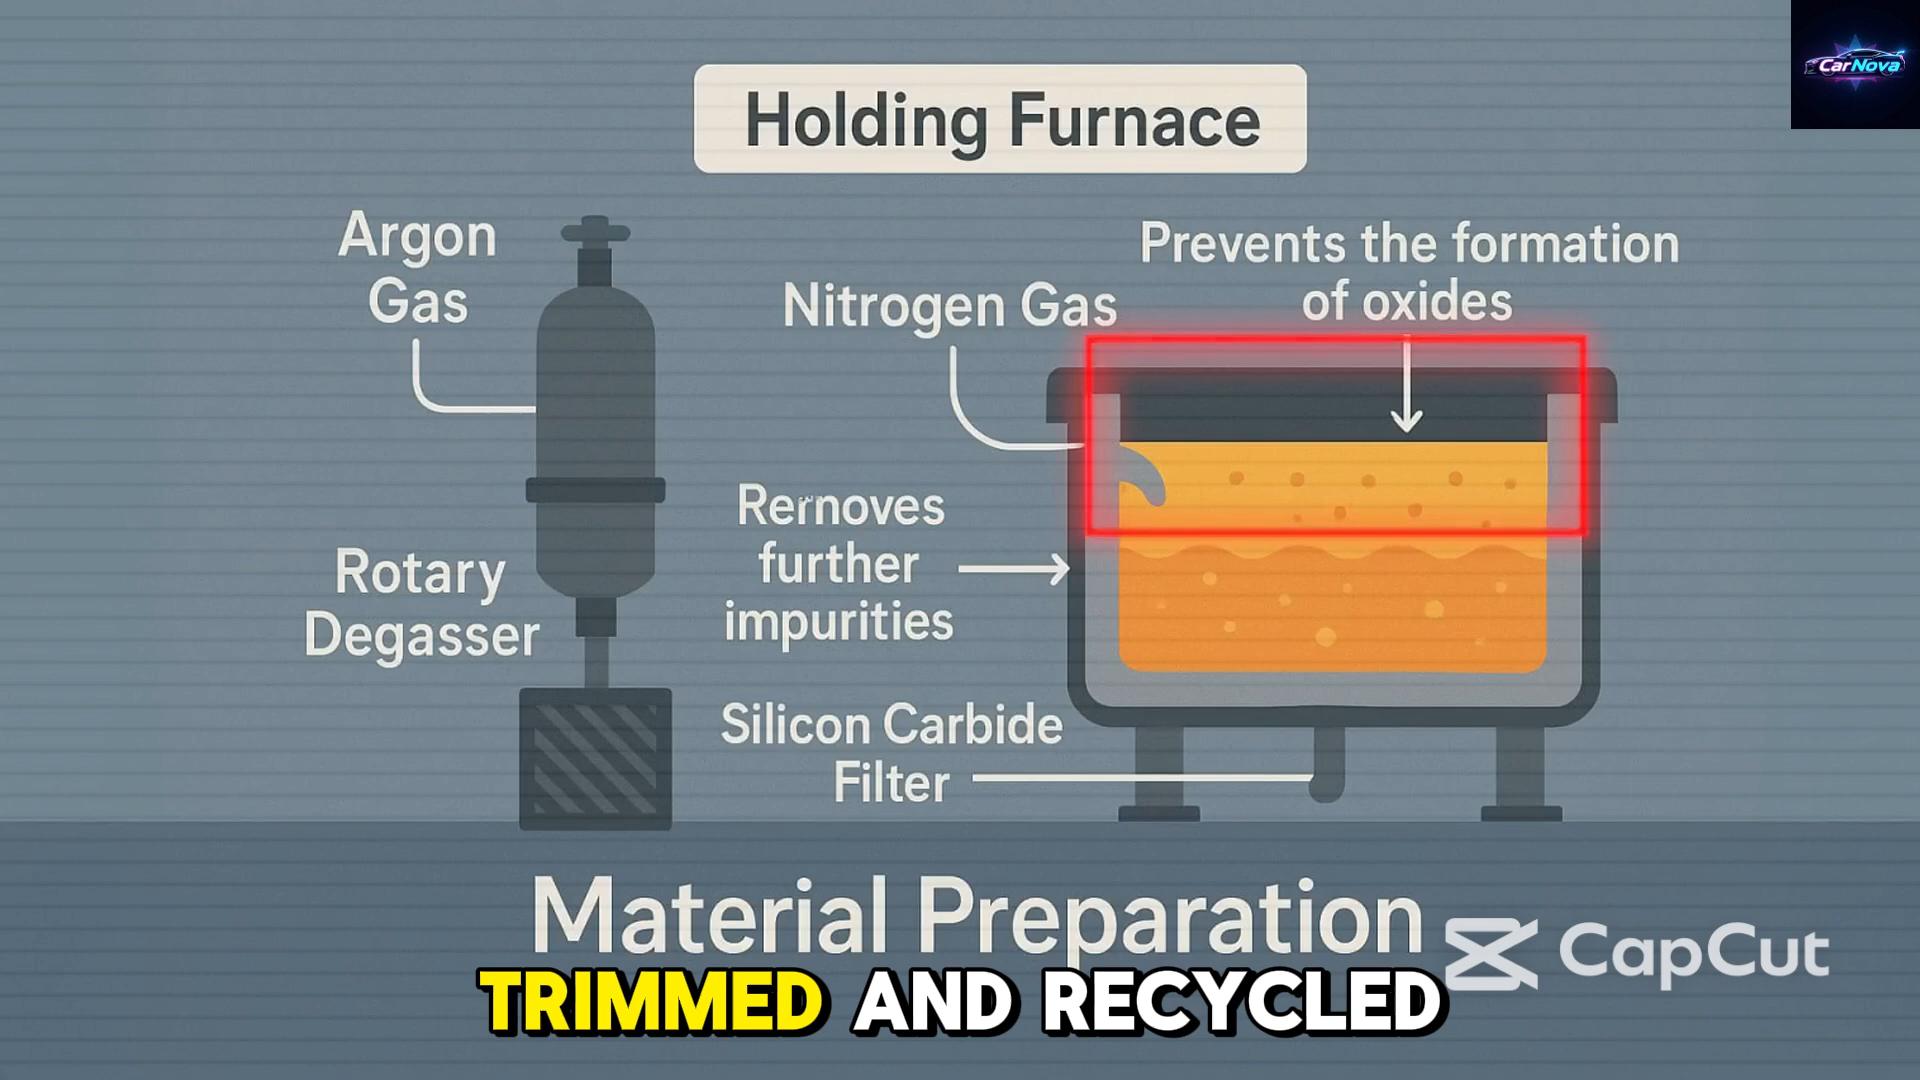 CarNova
Holding Furnace
Argon
Gas
Nitrogen Gas
Prevents the formation
of oxides
Rernoves
further
impurities
Rotary
Degasser
Silicon Carbide
Filter
Material Preparation
CapCut
TRIMMED AND RECYCLED